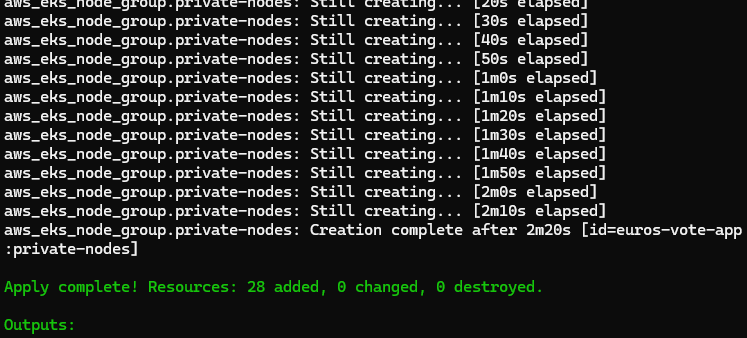 aws_eks_node_group.private-nodes: Still creating... [20s elapsed]
aws_eks_node_group.private-nodes: Still creating... [30s elapsed]
aws_eks_node_group.private-nodes: Still creating... [40s elapsed]
aws_eks_node_group.private-nodes: Still creating... [50s elapsed]
aws_eks_node_group.private-nodes: Still creating... [1m0s elapsed]
aws_eks_node_group.private-nodes: Still creating... [1m10s elapsed]
aws_eks_node_group.private-nodes: Still creating... [1m20s elapsed]
aws_eks_node_group.private-nodes: Still creating... [1m30s elapsed]
aws_eks_node_group.private-nodes: Still creating... [1m40s elapsed]
aws_eks_node_group.private-nodes: Still creating... [1m50s elapsed]
aws_eks_node_group.private-nodes: Still creating... [2m0s elapsed]
aws_eks_node_group.private-nodes: Still creating... [2m10s elapsed]
aws_eks_node_group.private-nodes: Creation complete after 2m20s [id=euros-vote-app
:private-nodes]
Apply complete! Resources: 28 added, 0 changed, 0 destroyed.
Outputs: